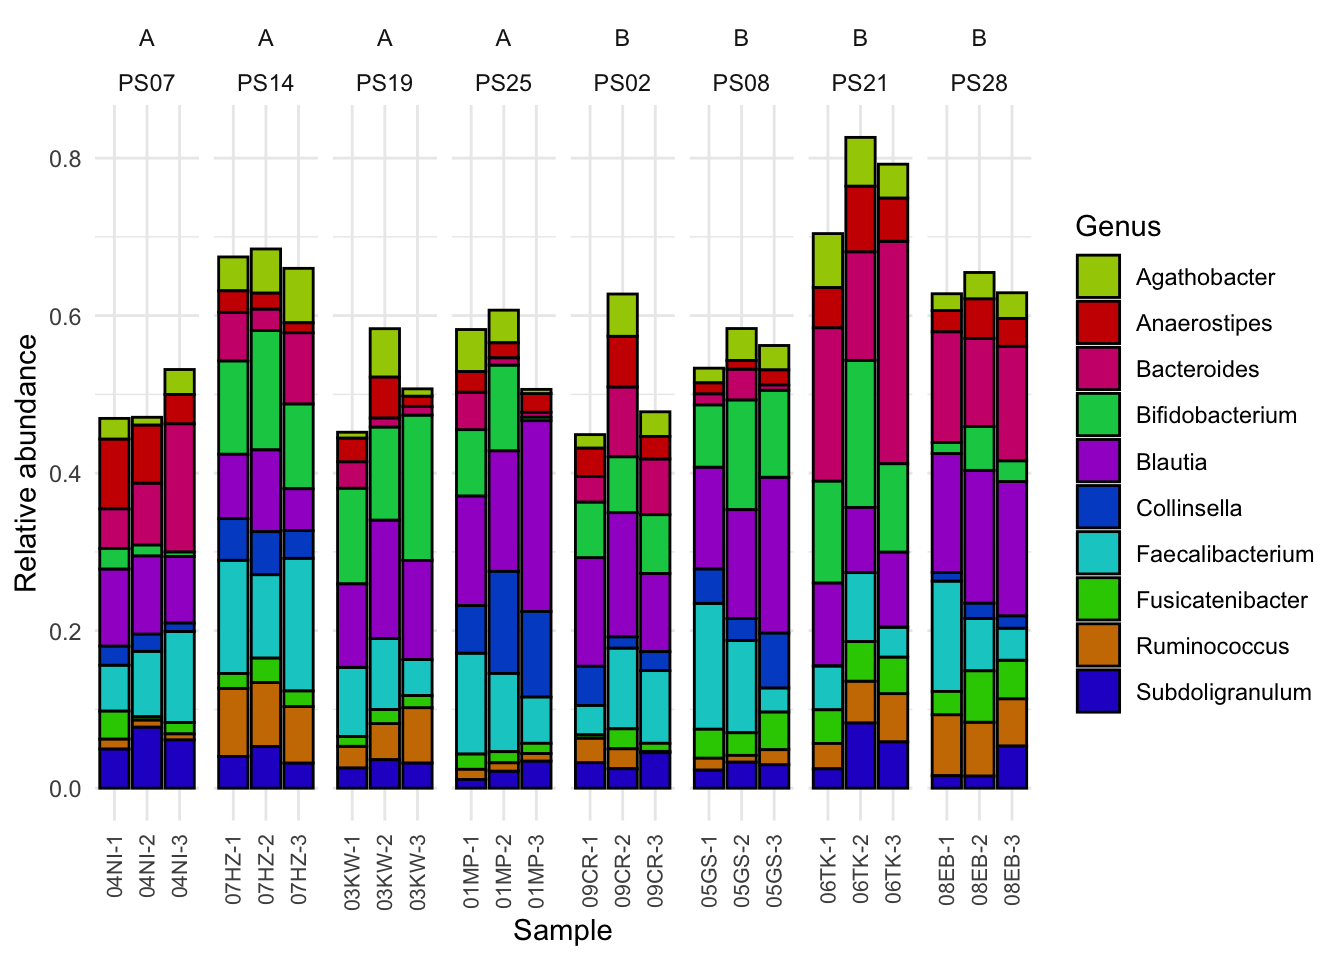 A A A A B B B B
PS07 PS14 PS19 PS25 PS02 PS08 PS21 PS28
0.8
0.6
0.4
0.2
0.0
Relative abundance
04NI-1 04NI-2 04NI-3 07HZ-1 07HZ-2 07HZ-3 03KW-1 03KW-2 03KW-3 01MP-1 01MP-2 01MP-3 09CR-1 09CR-2 09CR-3 05GS-1 05GS-2 05GS-3 06TK-1 06TK-2 06TK-3 08EB-1 08EB-2 08EB-3
Sample
Genus
Agathobacter
Anaerostipes
Bacteroides
Bifidobacterium
Blautia
Collinsella
Faecalibacterium
Fusicatenibacter
Ruminococcus
Subdoligranulum